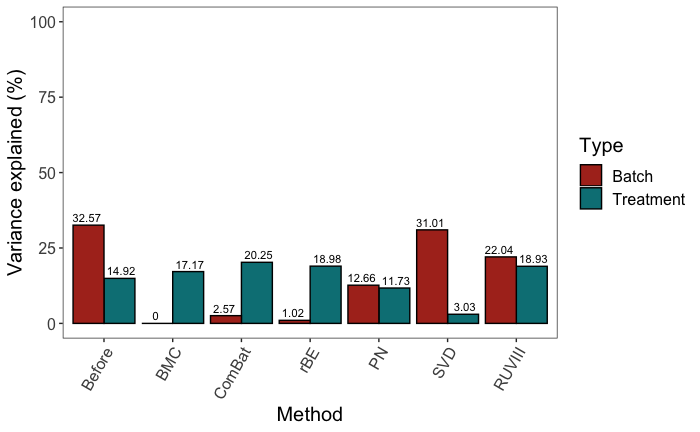 Variance explained (%)
100
75
50
25
0
32.57
14.92
0
17.17
2.57
20.25
1.02
18.98
12.66
11.73
31.01
3.03
22.04
18.93
Before
BMC
ComBat
rBE
PN
SVD
RUVIII
Method
Type
Batch
Treatment